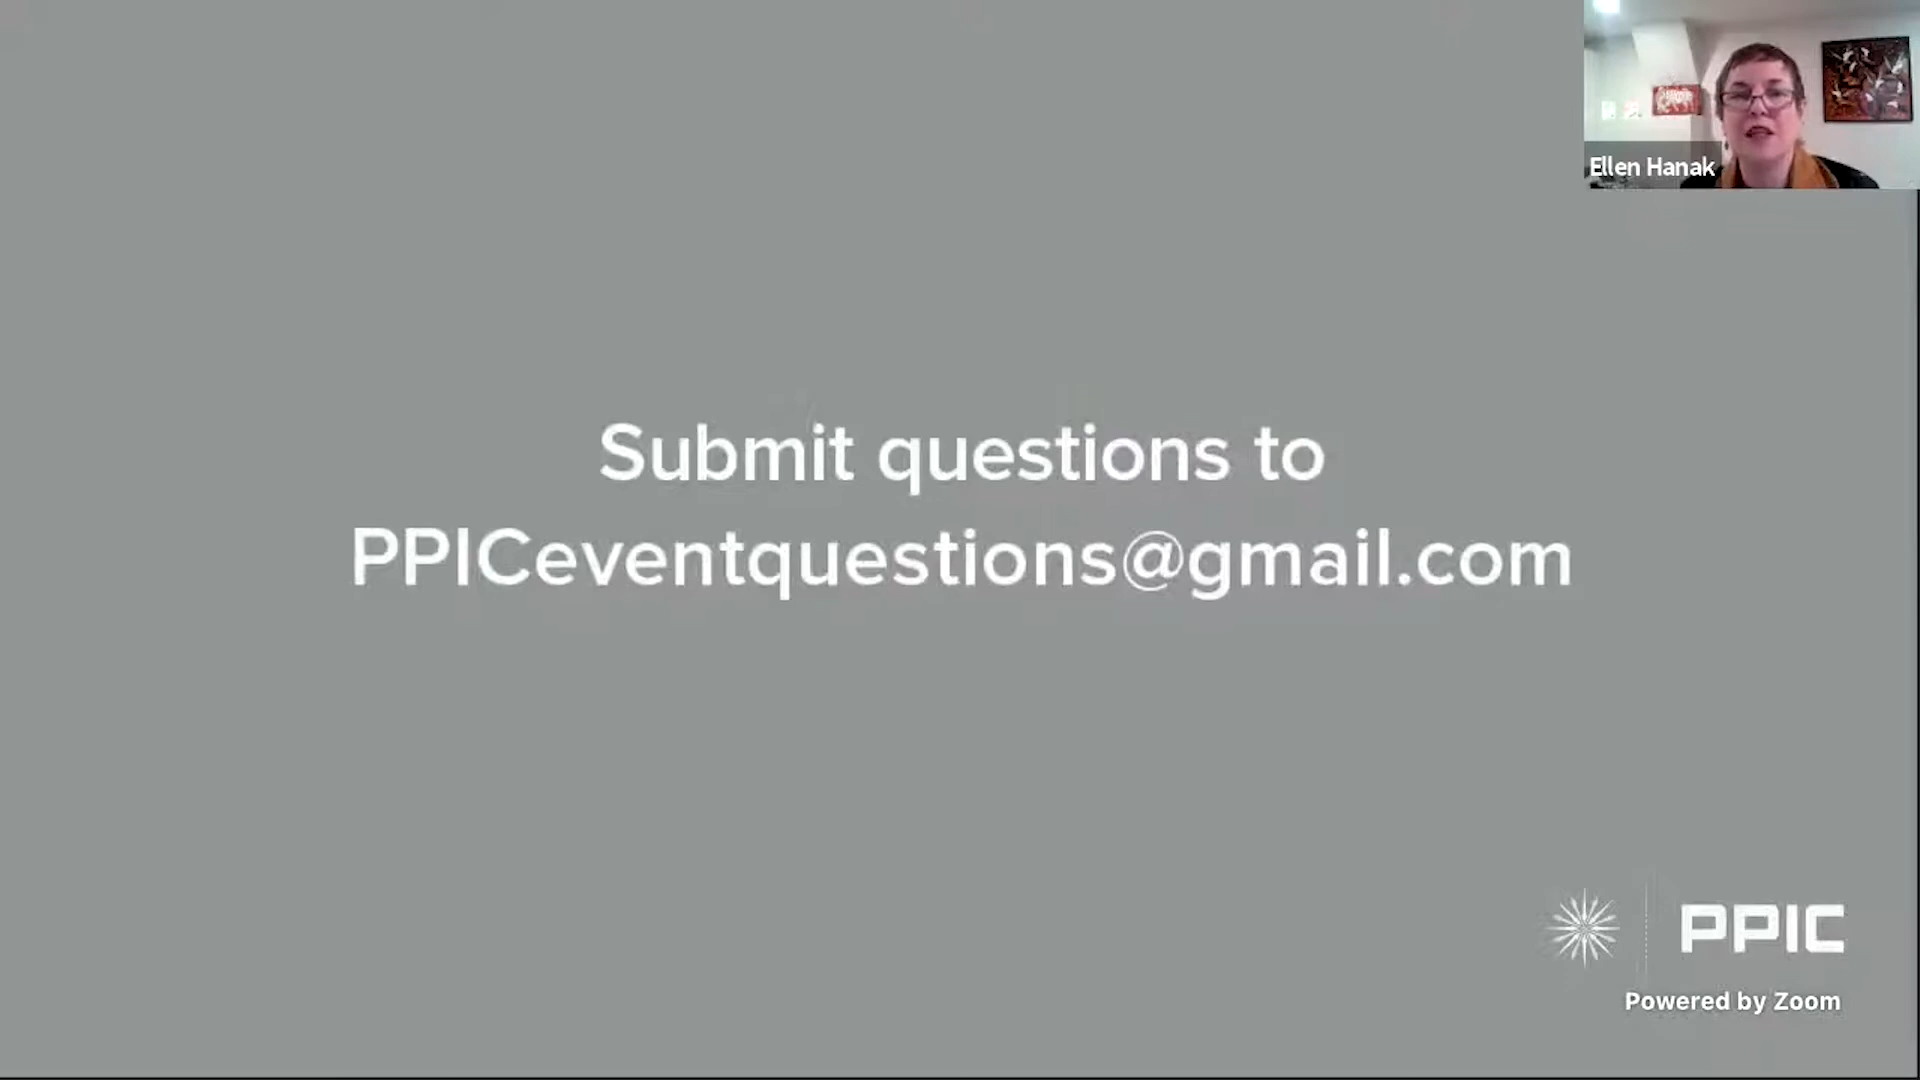 Ellen Hanak
Submit questions to
PPICeventquestions@gmail.com
PPIC
Powered by Zoom